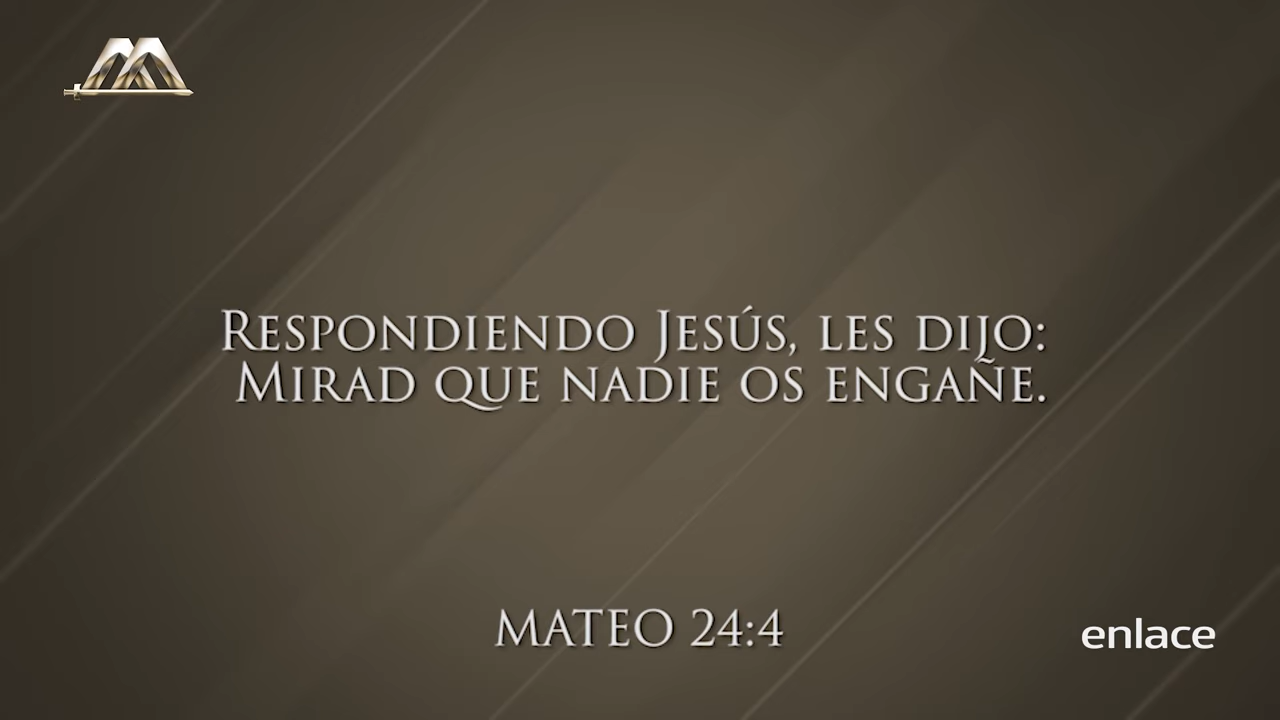 Respondiendo Jesús, les dijo:
Mirad que nadie os engañe.
MATEO 24:4
enlace